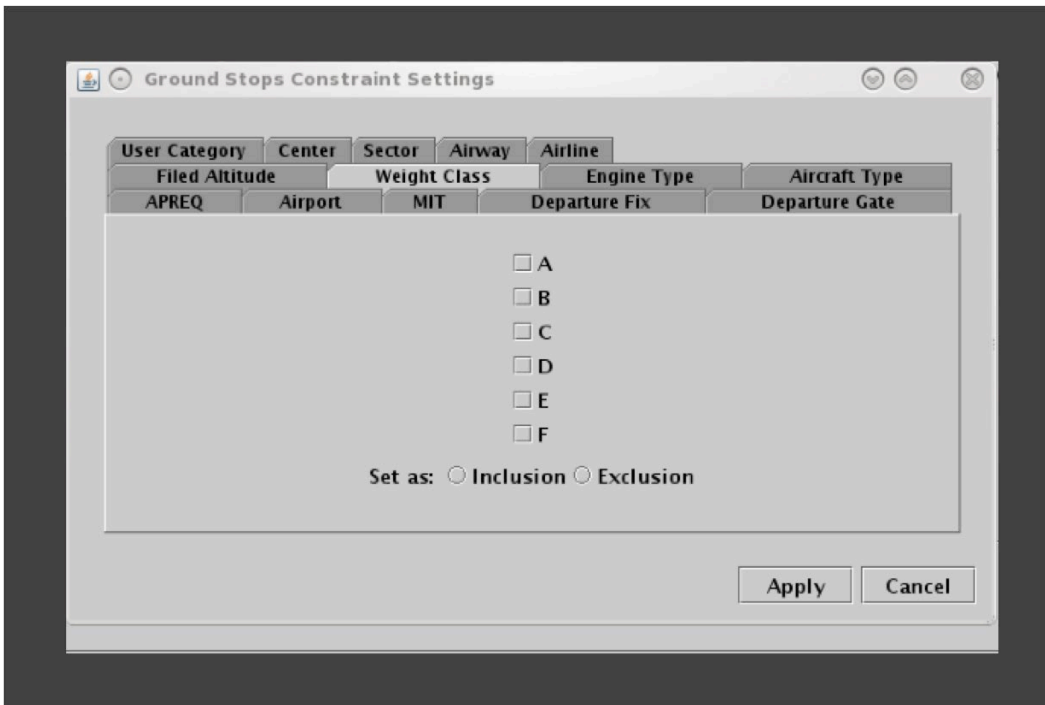 Ground Stops Constraint Settings
User Category Center Sector Airway Airline
Filed Altitude Weight Class Engine Type Aircraft Type
APREQ Airport MIT Departure Fix Departure Gate
A
B
C
D
E
F
Set as: Inclusion Exclusion
Apply Cancel